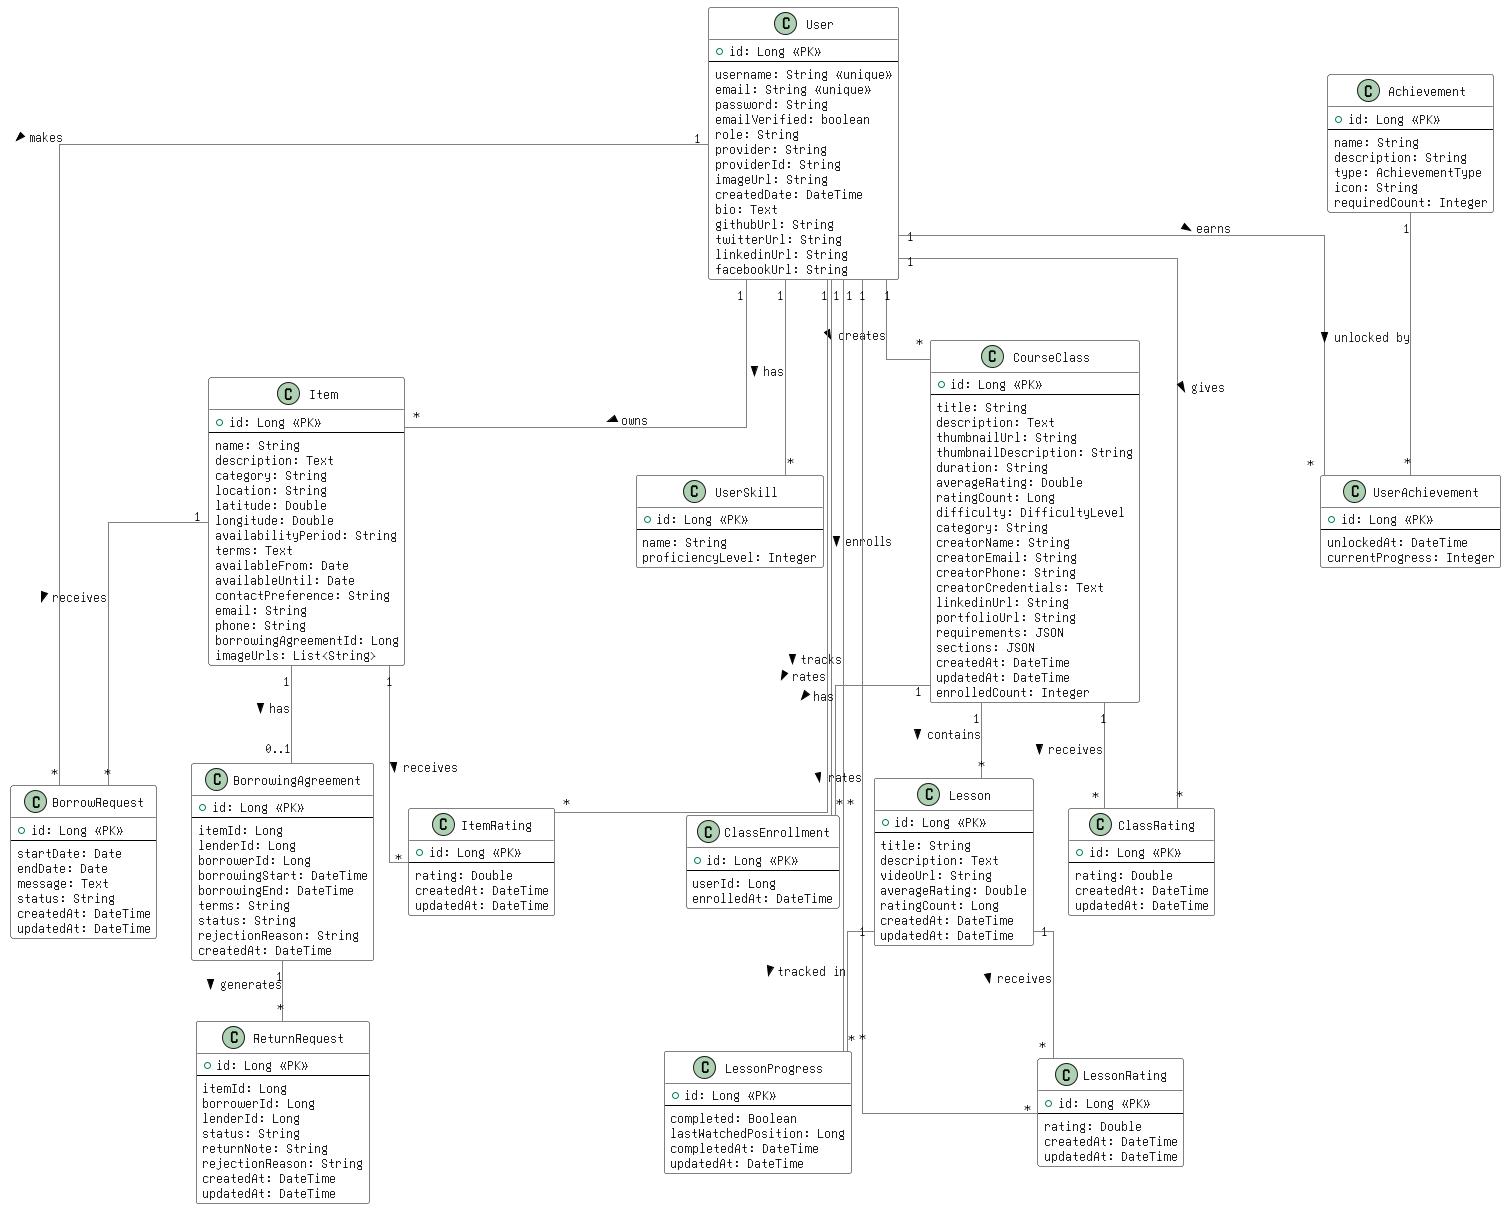 C User
id: Long «PK»
username: String «unique»
email: String «unique»
password: String
emailVerified: boolean
role: String
provider: String
providerId: String
imageUrl: String
createdDate: DateTime
bio: Text
githubUrl: String
twitterUrl: String
linkedinUrl: String
facebookUrl: String
C Achievement
id: Long «PK»
name: String
description: String
type: AchievementType
icon: String
requiredCount: Integer
makes
1
1
earns
1
1
1
1
1
1
1
1
1
creates
*
unlocked by
has
gives
C CourseClass
id: Long «PK»
title: String
description: Text
thumbnailUrl: String
thumbnailDescription: String
duration: String
averageRating: Double
ratingCount: Long
difficulty: DifficultyLevel
category: String
creatorName: String
creatorEmail: String
creatorPhone: String
creatorCredentials: Text
linkedinUrl: String
portfolioUrl: String
requirements: JSON
sections: JSON
createdAt: DateTime
updatedAt: DateTime
enrolledCount: Integer
C Item
id: Long «PK»
name: String
description: Text
category: String
location: String
latitude: Double
longitude: Double
availabilityPeriod: String
terms: Text
availableFrom: Date
availableUntil: Date
contactPreference: String
email: String
phone: String
borrowingAgreementId: Long
imageUrls: List<String>
*
owns
*
*
*
C UserSkill
id: Long «PK»
name: String
proficiencyLevel: Integer
C UserAchievement
id: Long «PK»
unlockedAt: DateTime
currentProgress: Integer
1
enrolls
receives
tracks
rates
has
1
1
1
has
0..1
1
contains
1
receives
receives
rates
*
*
*
*
*
*
*
*
C BorrowRequest
id: Long «PK»
startDate: Date
endDate: Date
message: Text
status: String
createdAt: DateTime
updatedAt: DateTime
C BorrowingAgreement
id: Long «PK»
itemId: Long
lenderId: Long
borrowerId: Long
borrowingStart: DateTime
borrowingEnd: DateTime
terms: String
status: String
rejectionReason: String
createdAt: DateTime
*
C ItemRating
id: Long «PK»
rating: Double
createdAt: DateTime
updatedAt: DateTime
C ClassEnrollment
id: Long «PK»
userId: Long
enrolledAt: DateTime
C Lesson
id: Long «PK»
title: String
description: Text
videoUrl: String
averageRating: Double
ratingCount: Long
createdAt: DateTime
updatedAt: DateTime
C ClassRating
id: Long «PK»
rating: Double
createdAt: DateTime
updatedAt: DateTime
1
1
tracked in
receives
1
generates
*
*
*
*
C ReturnRequest
id: Long «PK»
itemId: Long
borrowerId: Long
lenderId: Long
status: String
returnNote: String
rejectionReason: String
createdAt: DateTime
updatedAt: DateTime
C LessonProgress
id: Long «PK»
completed: Boolean
lastWatchedPosition: Long
completedAt: DateTime
updatedAt: DateTime
*
C LessonRating
id: Long «PK»
rating: Double
createdAt: DateTime
updatedAt: DateTime